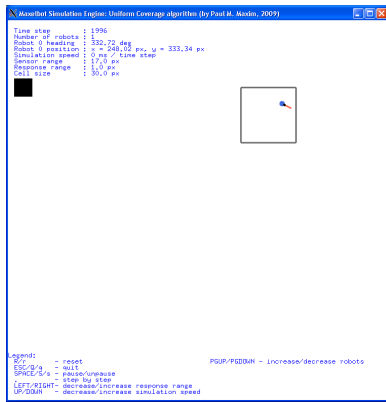 Maxelbot Simulation Engine: Uniform Coverage algorithm (by Paul M. Maxim, 2009)
Time step : 1996
Number of robots : 1
Robot 0 heading : 332.72 deg
Robot 0 position : x = 248.02 px, y = 333.34 px
Simulation speed : 0 ms / time step
Sensor range : 17.0 px
Response range : 1.0 px
Cell size : 30.0 px
Legend:
R/r - reset
PGUP/PGDOWN - increase/decrease robots
ESC/Q/q - quit
SPACE/S/s - pause/unpause
. - step by step
LEFT/RIGHT- decrease/increase response range
UP/DOWN - decrease/increase simulation speed